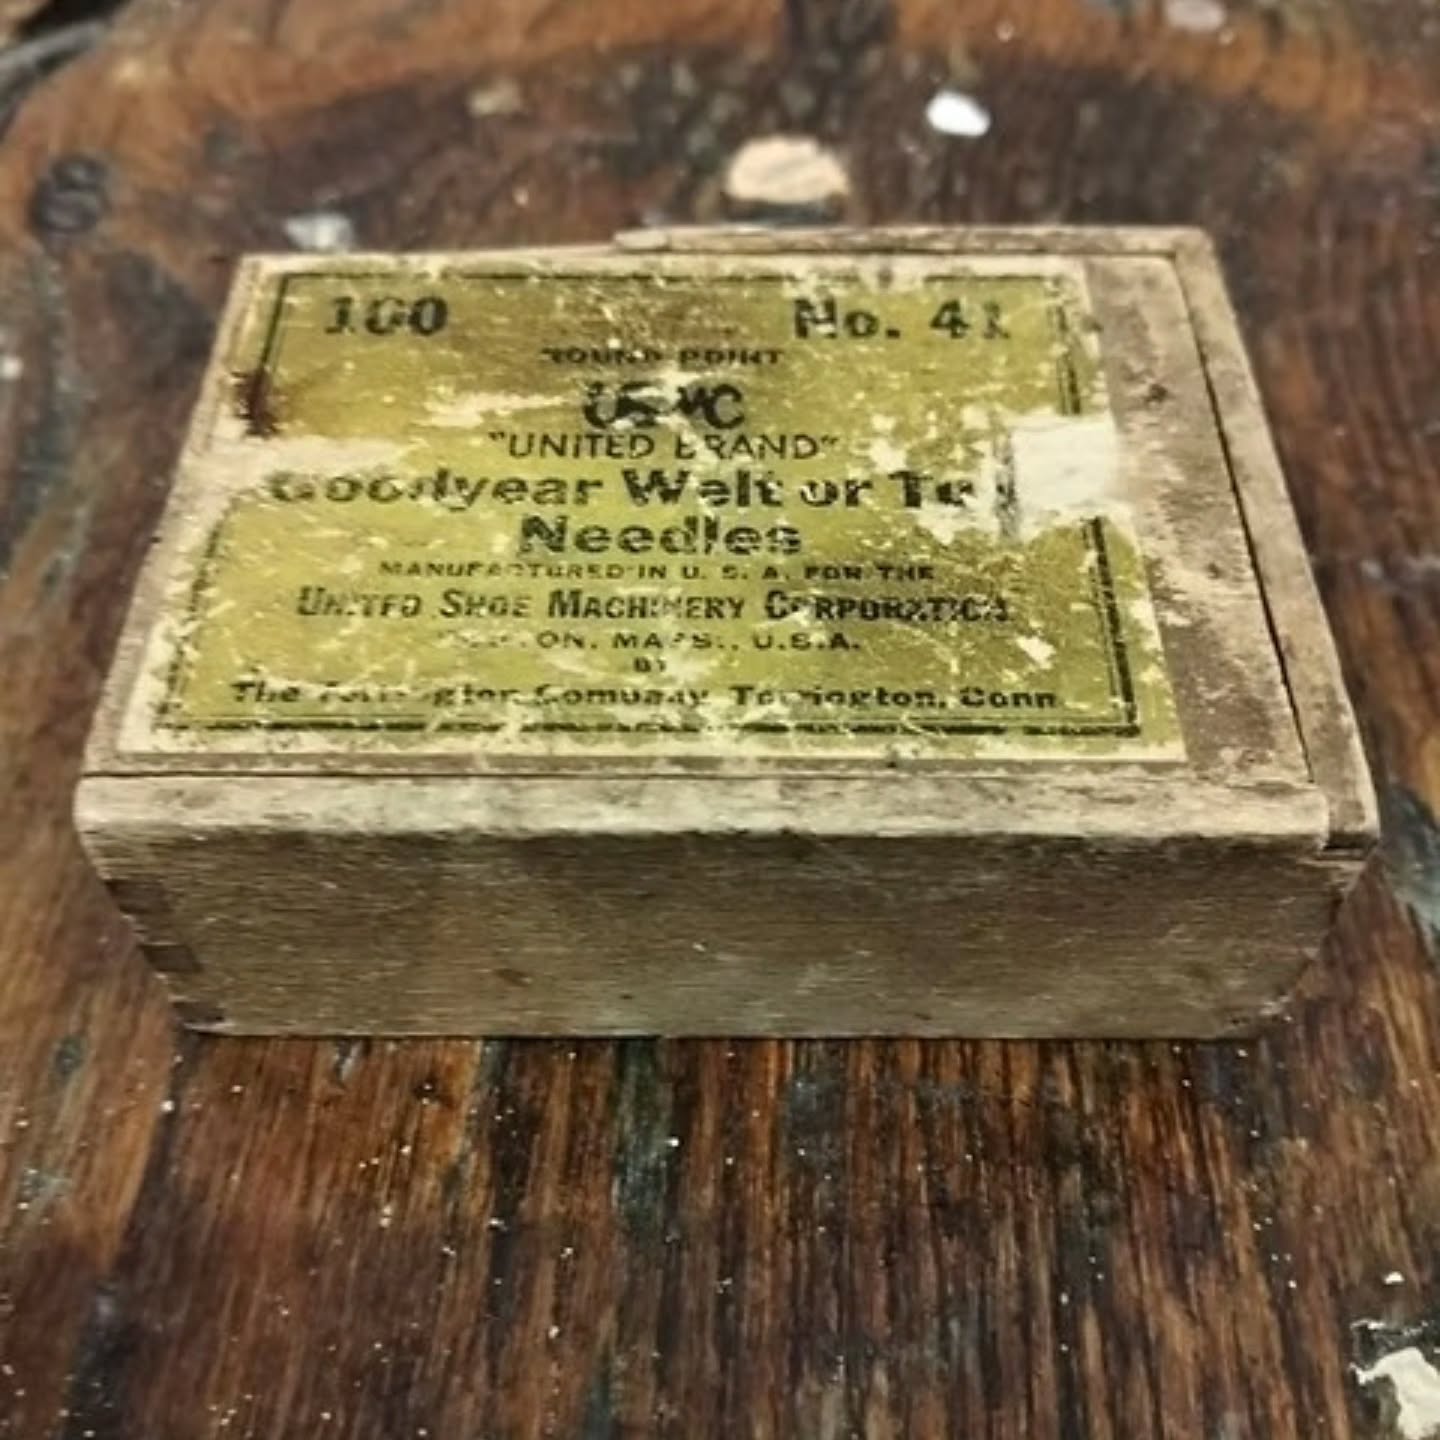 100 No. 41
ROUND POINT
USMC
"UNITED BRAND"
Goodyear Welt or
Needles
MANUFACTURED IN U. S. A. FOR THE
UNITED SHOE MACHINERY CORPORATION
MASS., U.S.A.
BY
The Torrington Company, Torrington, Conn.